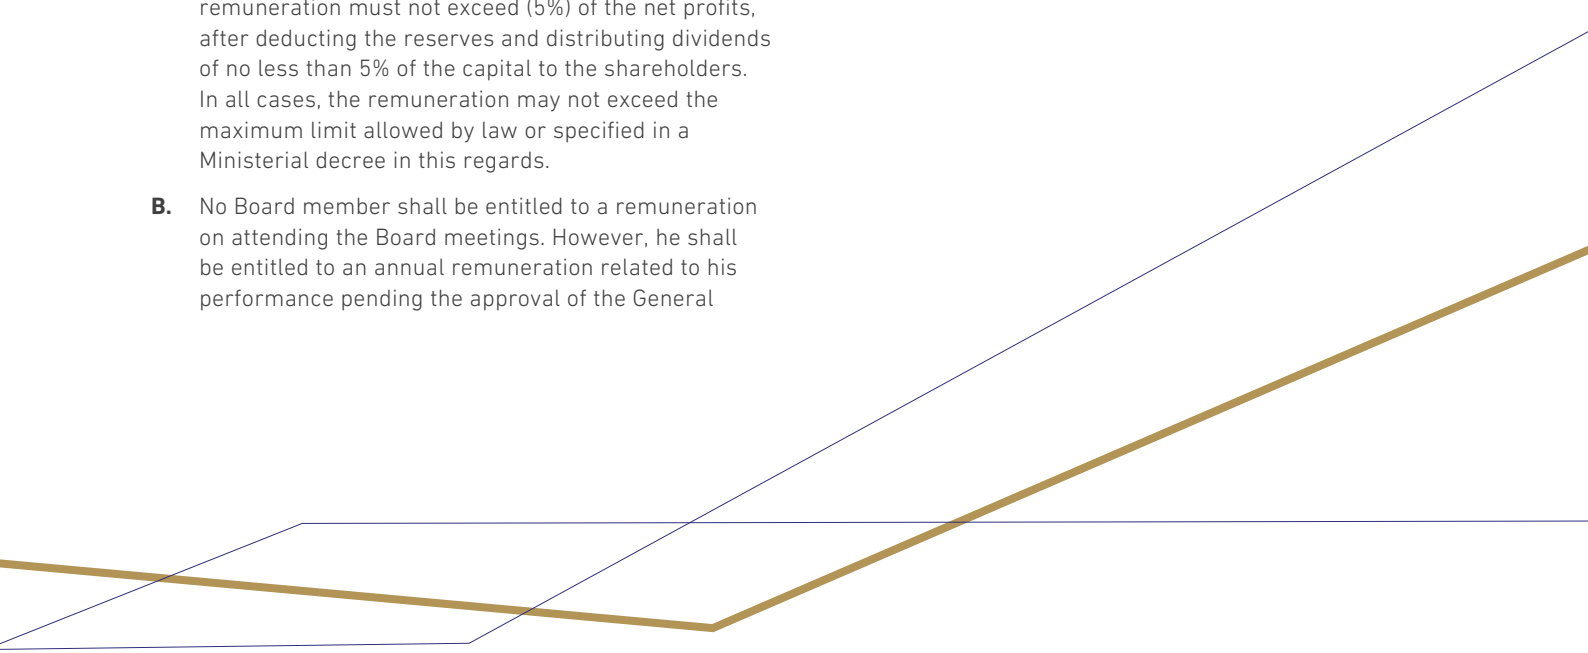 remuneration must not exceed (5%) of the net profits,
after deducting the reserves and distributing dividends
of no less than 5% of the capital to the shareholders.
In all cases, the remuneration may not exceed the
maximum limit allowed by law or specified in a
Ministerial decree in this regards.
B. No Board member shall be entitled to a remuneration
on attending the Board meetings. However, he shall
be entitled to an annual remuneration related to his
performance pending the approval of the General